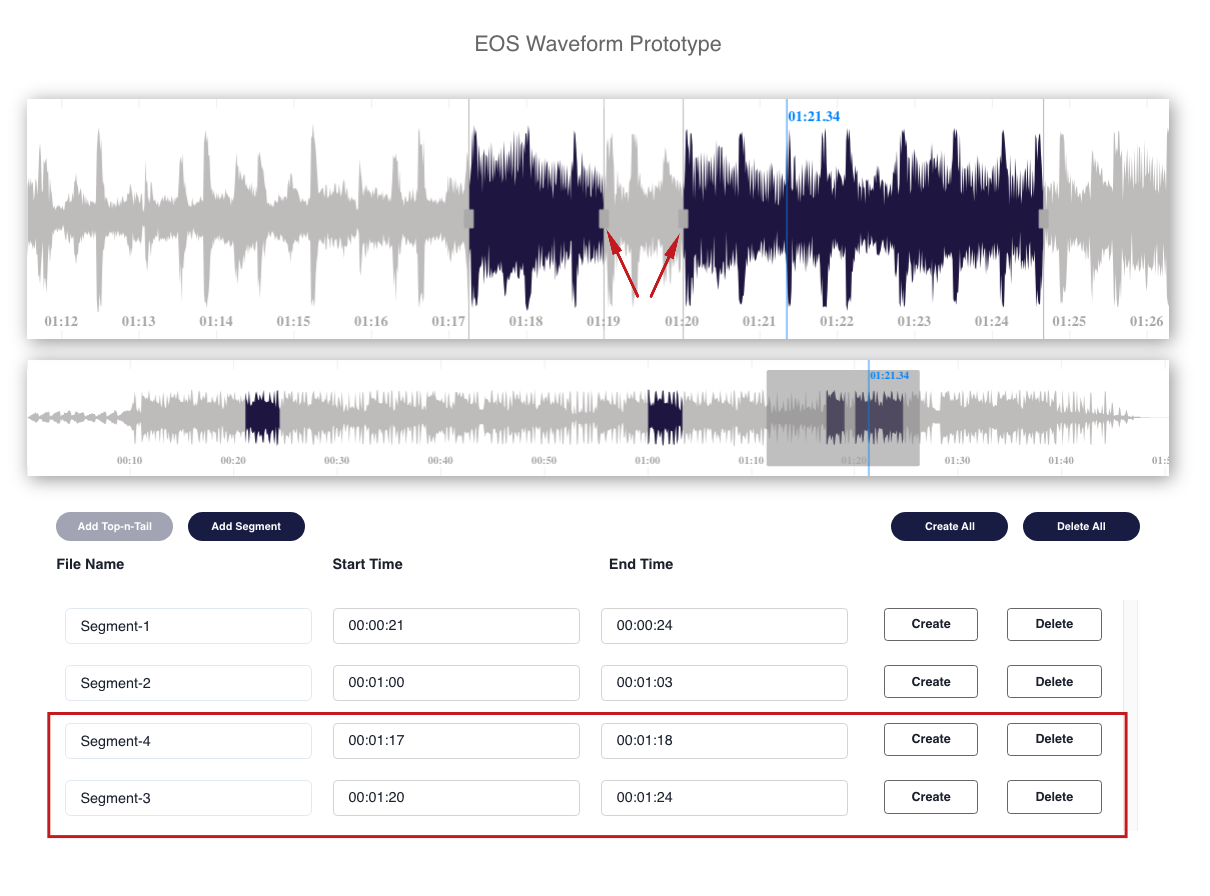 EOS Waveform Prototype
01:21.34
01:12 01:13 01:14 01:15 01:16 01:17 01:18 01:19 01:20 01:21 01:22 01:23 01:24 01:25 01:26
01:21.34
00:10 00:20 00:30 00:40 00:50 01:00 01:10 01:20 01:30 01:40
Add Top-n-Tail Add Segment Create All Delete All
File Name Start Time End Time
Segment-1 00:00:21 00:00:24 Create Delete
Segment-2 00:01:00 00:01:03 Create Delete
Segment-4 00:01:17 00:01:18 Create Delete
Segment-3 00:01:20 00:01:24 Create Delete